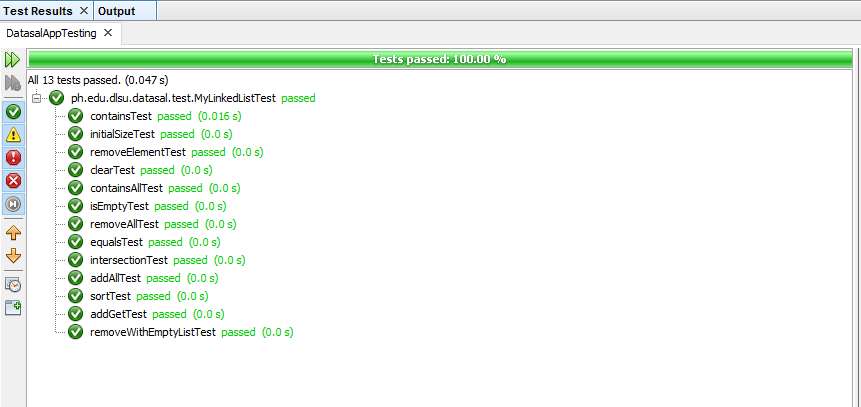 Test Results Output
DatasalAppTesting
Tests passed: 100.00 %
All 13 tests passed. (0.047 s)
ph.edu.dlsu.datasal.test.MyLinkedListTest passed
containsTest passed (0.016 s)
initialSizeTest passed (0.0 s)
removeElementTest passed (0.0 s)
clearTest passed (0.0 s)
containsAllTest passed (0.0 s)
isEmptyTest passed (0.0 s)
removeAllTest passed (0.0 s)
equalsTest passed (0.0 s)
intersectionTest passed (0.0 s)
addAllTest passed (0.0 s)
sortTest passed (0.0 s)
addGetTest passed (0.0 s)
removeWithEmptyListTest passed (0.0 s)